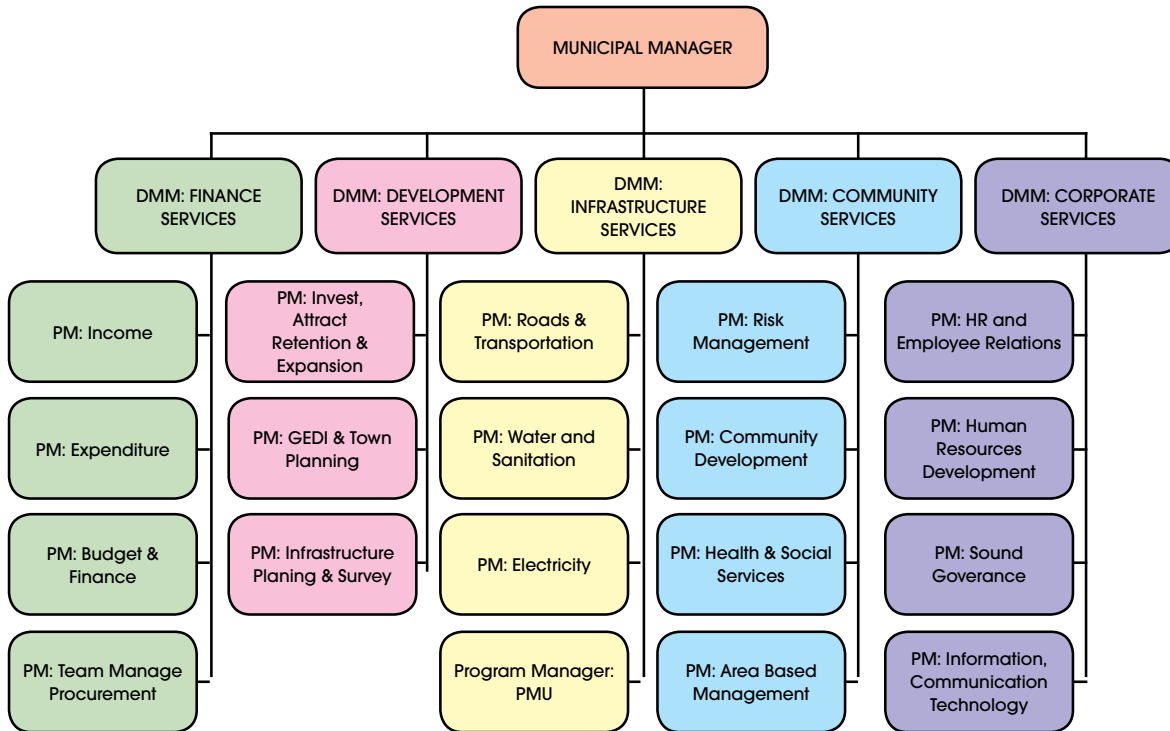 MUNICIPAL MANAGER
DMM: FINANCE
SERVICES
DMM: DEVELOPMENT
SERVICES
DMM:
INFRASTRUCTURE
SERVICES
DMM: COMMUNITY
SERVICES
DMM: CORPORATE
SERVICES
PM: Income
PM: Invest,
Attract
Retention &
Expansion
PM: Roads &
Transportation
PM: Risk
Management
PM: HR and
Employee Relations
PM: Expenditure
PM: GEDI & Town
Planning
PM: Water and
Sanitation
PM: Community
Development
PM: Human
Resources
Development
PM: Budget &
Finance
PM: Infrastructure
Planing & Survey
PM: Electricity
PM: Health & Social
Services
PM: Sound
Goverance
PM: Team Manage
Procurement
Program Manager:
PMU
PM: Area Based
Management
PM: Information,
Communication
Technology